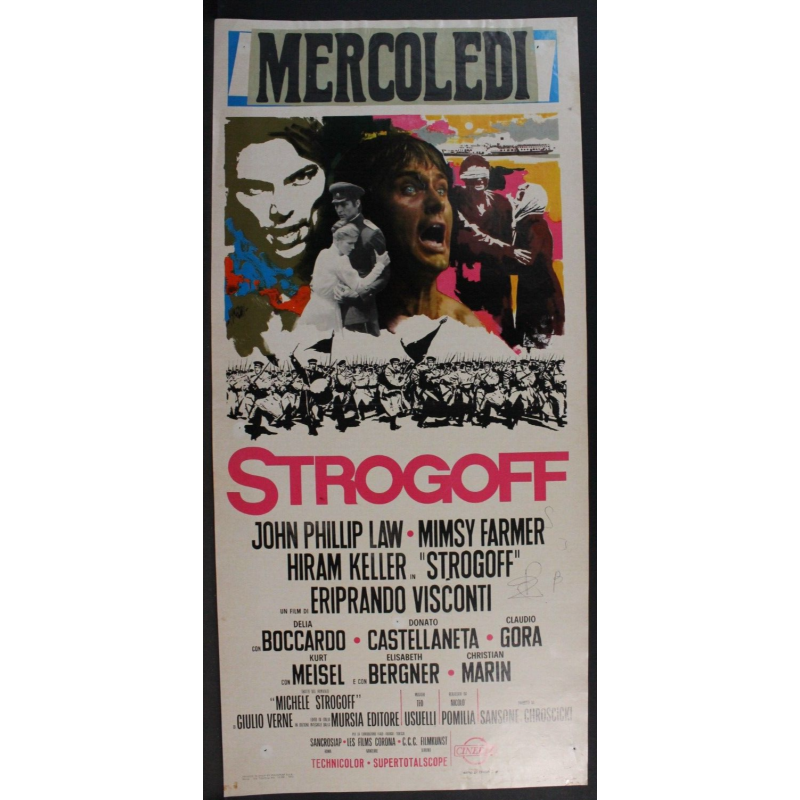 MERCOLEDI
STROGOFF
JOHN PHILLIP LAW • MIMSY FARMER
HIRAM KELLER IN "STROGOFF"
UN FILM DI ERIPRANDO VISCONTI
DELIA DONATO CLAUDIO
CON BOCCARDO • CASTELLANETA • GORA
KURT ELISABETH CHRISTIAN
CON MEISEL E CON BERGNER • MARIN
"MICHELE STROGOFF"
DI GIULIO VERNE MURSIA EDITORE TEO USUELLI POMILIA SANSONE CHROSCICKI
SANCROSIAP • LES FILMS CORONA • C.C.C. FILMKUNST
TECHNICOLOR • SUPERTOTALSCOPE